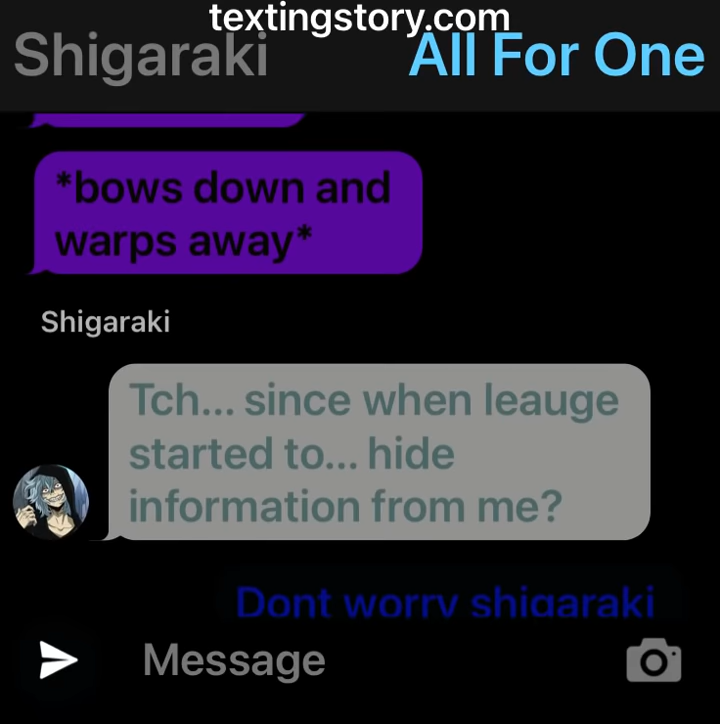 textingstory.com
Shigaraki All For One
*bows down and
warps away*
Shigaraki
Tch... since when leauge
started to... hide
information from me?
Dont worry shigaraki
Message